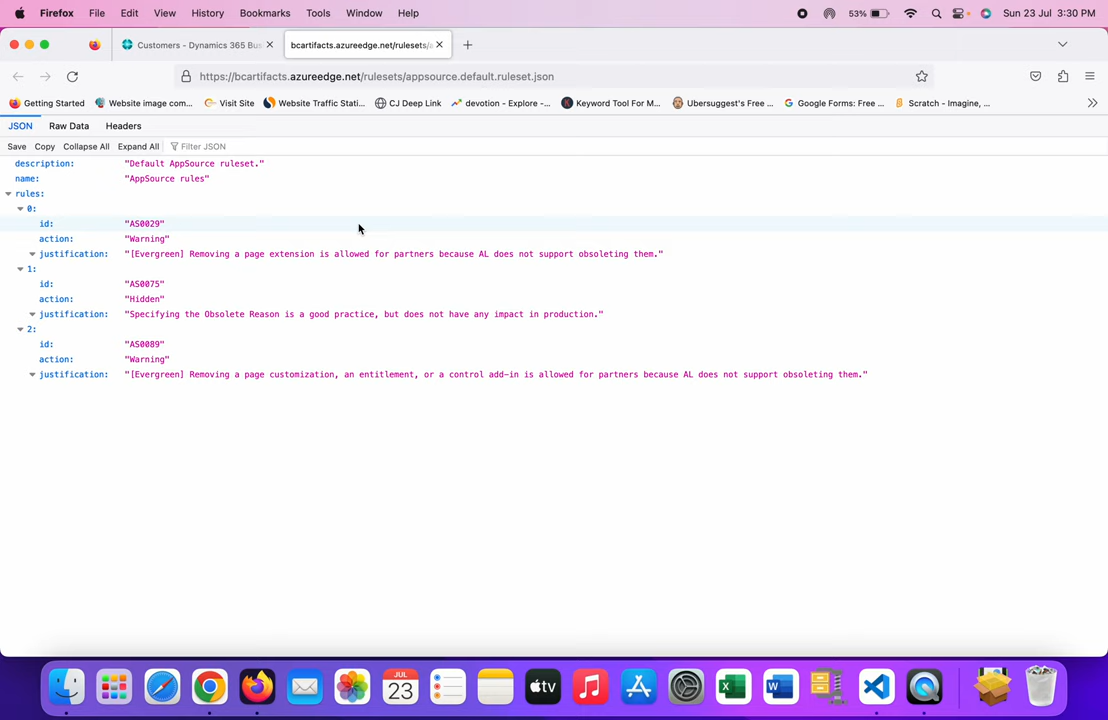 Firefox File Edit View History Bookmarks Tools Window Help 53% Sun 23 Jul 3:30 PM
Customers - Dynamics 365 Bus bcartifacts.azureedge.net/rulesets/a
https://bcartifacts.azureedge.net/rulesets/appsource.default.ruleset.json
Getting Started Website image com... Visit Site Website Traffic Stati... CJ Deep Link devotion - Explore -... Keyword Tool For M... Ubersuggest's Free ... Google Forms: Free ... Scratch - Imagine, ...
JSON Raw Data Headers
Save Copy Collapse All Expand All Filter JSON
description: "Default AppSource ruleset."
name: "AppSource rules"
rules:
0:
id: "AS0029"
action: "Warning"
justification: "[Evergreen] Removing a page extension is allowed for partners because AL does not support obsoleting them."
1:
id: "AS0075"
action: "Hidden"
justification: "Specifying the Obsolete Reason is a good practice, but does not have any impact in production."
2:
id: "AS0089"
action: "Warning"
justification: "[Evergreen] Removing a page customization, an entitlement, or a control add-in is allowed for partners because AL does not support obsoleting them."
JUL
23
tv